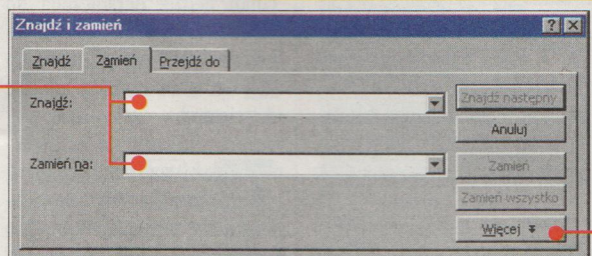 Znajdź i zamień
Znajdź Zamień Przejdź do
Znajdź: Znajdź następny
Anuluj
Zamień na: Zamień
Zamień wszystko
Więcej